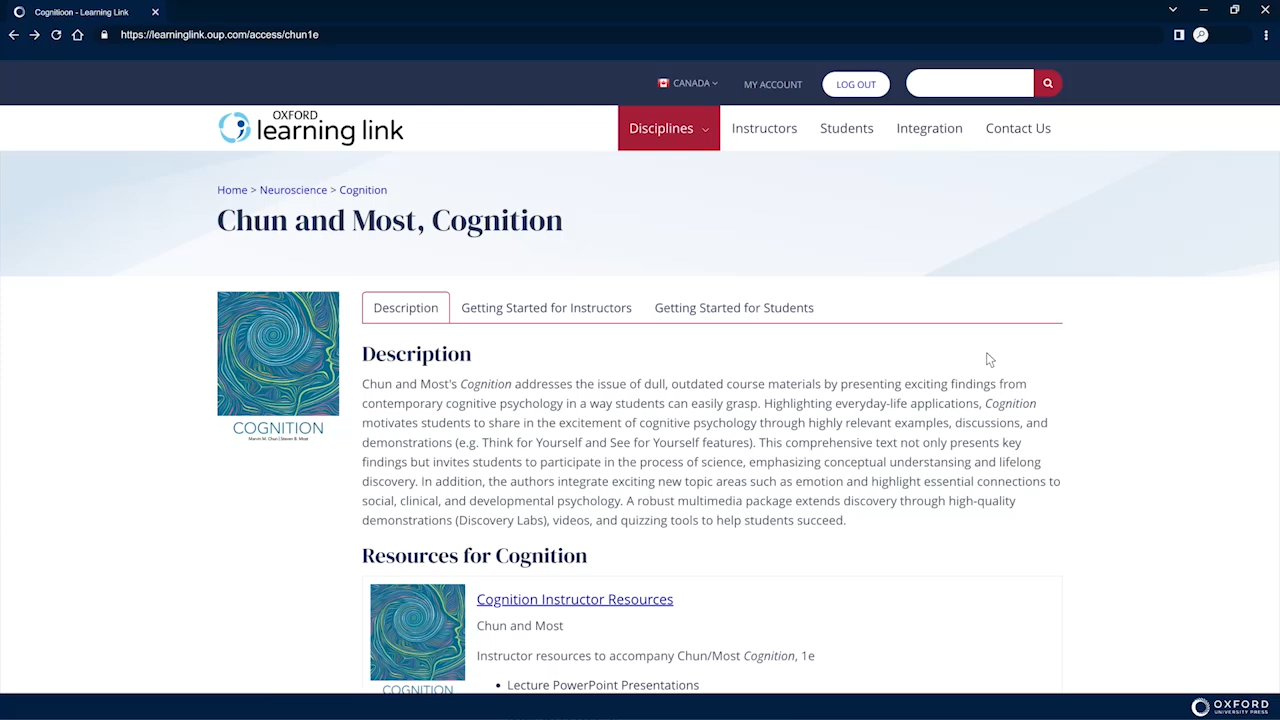 Cognitioon - Learning Link
https://learninglink.oup.com/access/chun1e
CANADA
MY ACCOUNT
LOG OUT
OXFORD
learning link
Disciplines
Instructors
Students
Integration
Contact Us
Home > Neuroscience > Cognition
Chun and Most, Cognition
COGNITION
Marvin M. Chun | Steven B. Most
Description
Getting Started for Instructors
Getting Started for Students
Description
Chun and Most's Cognition addresses the issue of dull, outdated course materials by presenting exciting findings from
contemporary cognitive psychology in a way students can easily grasp. Highlighting everyday-life applications, Cognition
motivates students to share in the excitement of cognitive psychology through highly relevant examples, discussions, and
demonstrations (e.g. Think for Yourself and See for Yourself features). This comprehensive text not only presents key
findings but invites students to participate in the process of science, emphasizing conceptual understansing and lifelong
discovery. In addition, the authors integrate exciting new topic areas such as emotion and highlight essential connections to
social, clinical, and developmental psychology. A robust multimedia package extends discovery through high-quality
demonstrations (Discovery Labs), videos, and quizzing tools to help students succeed.
Resources for Cognition
COGNITION
Cognition Instructor Resources
Chun and Most
Instructor resources to accompany Chun/Most Cognition, 1e
• Lecture PowerPoint Presentations
OXFORD
UNIVERSITY PRESS